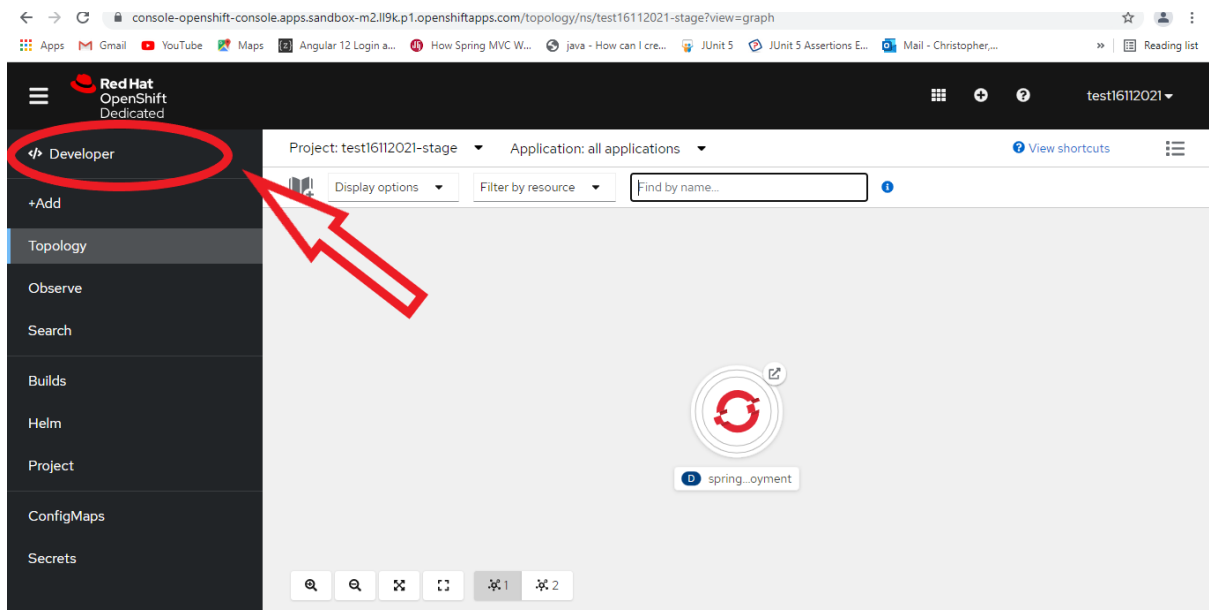 console-openshift-console.apps.sandbox-m2.ll9k.p1.openshiftapps.com/topology/ns/test16112021-stage?view=graph
Apps Gmail YouTube Maps Angular 12 Login a... How Spring MVC W... java - How can I cre... JUnit 5 JUnit 5 Assertions E... Mail - Christopher,... » Reading list
Red Hat
OpenShift
Dedicated
test16112021
</> Developer
Project: test16112021-stage
Application: all applications
View shortcuts
Display options
Filter by resource
Find by name...
+Add
Topology
Observe
Search
Builds
Helm
Project
ConfigMaps
Secrets
D spring...oyment
1
2